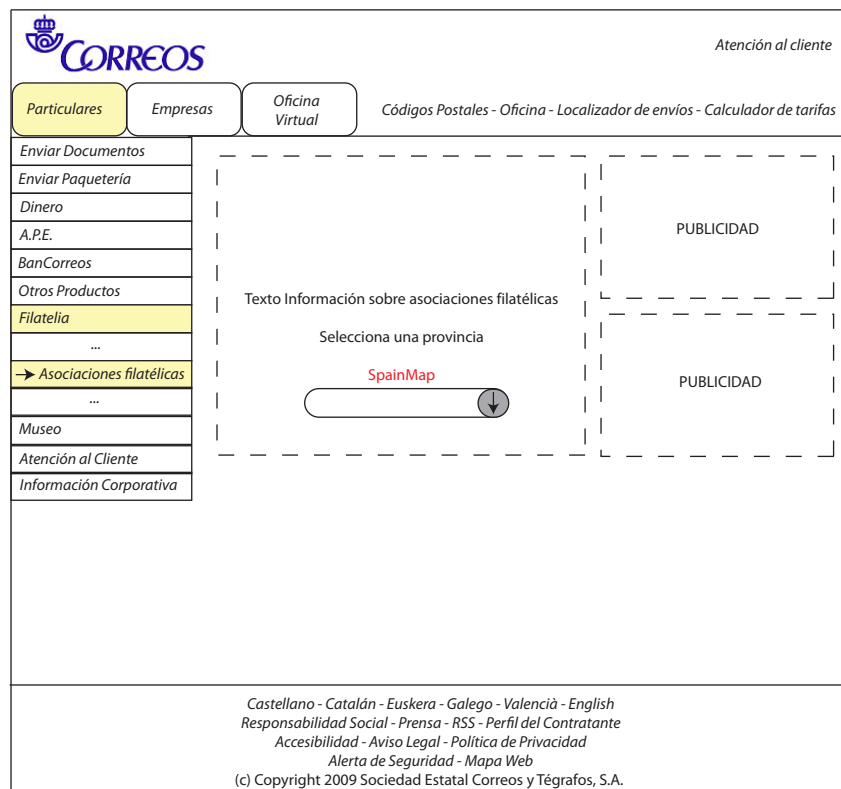 CORREOS
Atención al cliente
Particulares
Empresas
Oficina
Virtual
Códigos Postales - Oficina - Localizador de envíos - Calculador de tarifas
Enviar Documentos
Enviar Paquetería
Dinero
A.P.E.
BanCorreos
Otros Productos
Filatelia
...
Asociaciones filatélicas
...
Museo
Atención al Cliente
Información Corporativa
Texto Información sobre asociaciones filatélicas
Selecciona una provincia
SpainMap
PUBLICIDAD
PUBLICIDAD
Castellano - Catalán - Euskera - Galego - Valencià - English
Responsabilidad Social - Prensa - RSS - Perfil del Contratante
Accesibilidad - Aviso Legal - Política de Privacidad
Alerta de Seguridad - Mapa Web
(c) Copyright 2009 Sociedad Estatal Correos y Tégrafos, S.A.